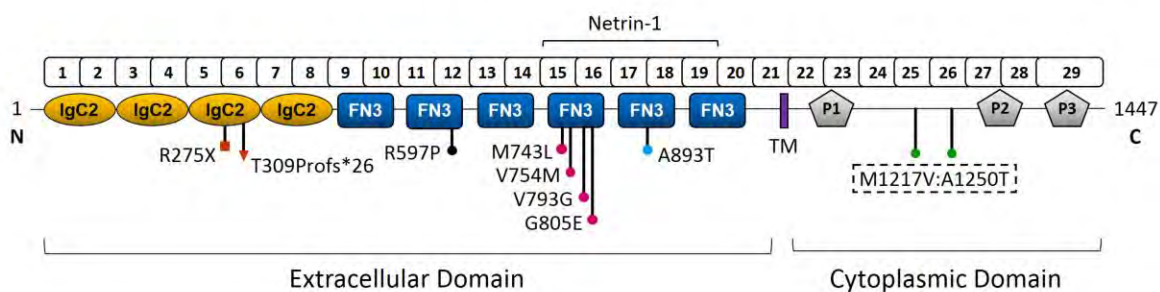 Netrin-1
1 2 3 4 5 6 7 8 9 10 11 12 13 14 15 16 17 18 19 20 21 22 23 24 25 26 27 28 29
1 IgC2 IgC2 IgC2 IgC2 FN3 FN3 FN3 FN3 FN3 FN3 P1 P2 P3 1447
N C
R275X T309Profs*26 R597P M743L A893T TM
V754M M1217V:A1250T
V793G
G805E
Extracellular Domain Cytoplasmic Domain